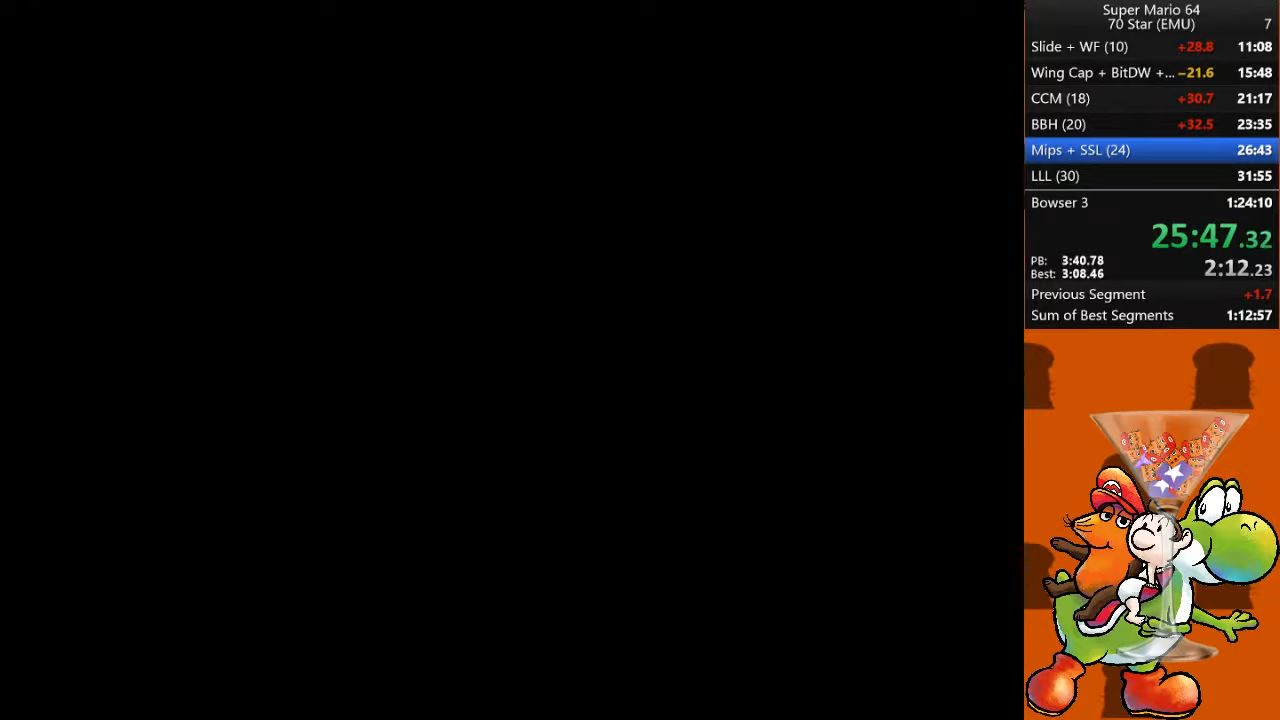 Super Mario 64
70 Star (EMU) 7
Slide + WF (10) +28.8 11:08
Wing Cap + BitDW +... −21.6 15:48
CCM (18) +30.7 21:17
BBH (20) +32.5 23:35
Mips + SSL (24) 26:43
LLL (30) 31:55
Bowser 3 1:24:10
25:47.32
PB: 3:40.78
Best: 3:08.46
2:12.23
Previous Segment +1.7
Sum of Best Segments 1:12:57